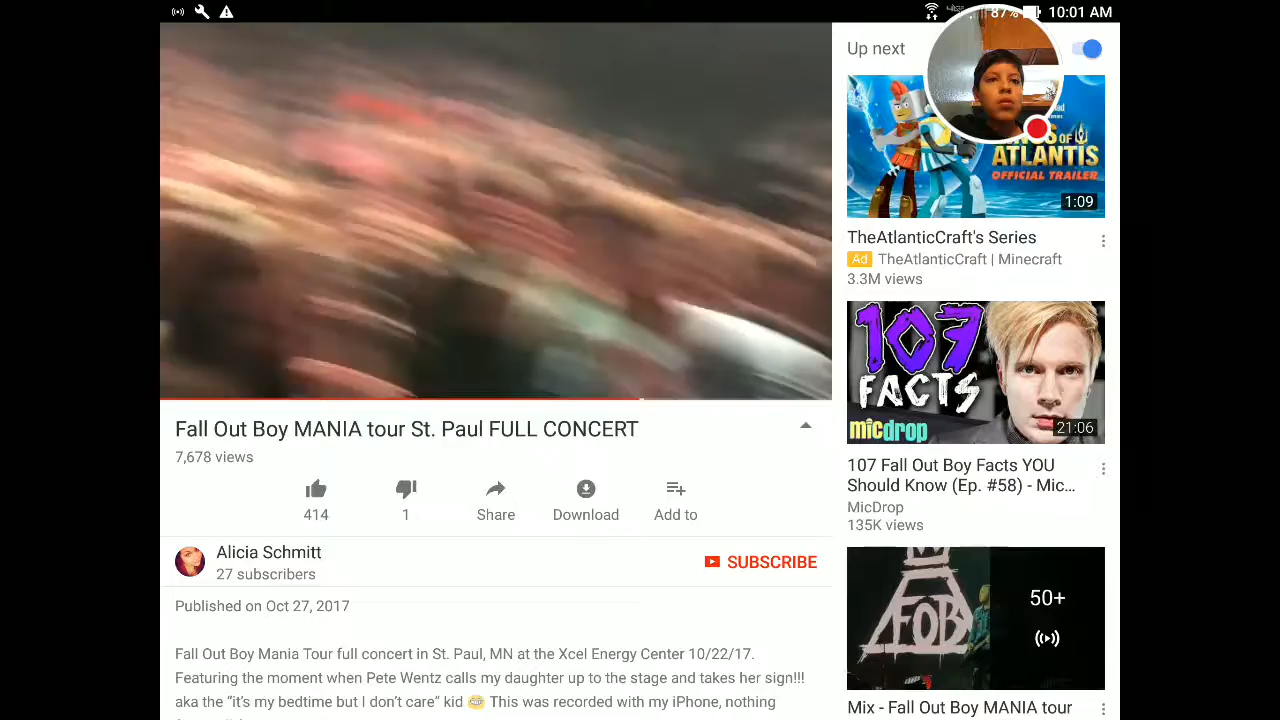 87% 10:01 AM
Up next
OF
ATLANTIS
OFFICIAL TRAILER
1:09
TheAtlanticCraft's Series
Ad TheAtlanticCraft | Minecraft
3.3M views
107
FACTS
micdrop
21:06
107 Fall Out Boy Facts YOU
Should Know (Ep. #58) - Mic...
MicDrop
135K views
FOB
50+
Mix - Fall Out Boy MANIA tour
Fall Out Boy MANIA tour St. Paul FULL CONCERT
7,678 views
414
1
Share
Download
Add to
Alicia Schmitt
27 subscribers
SUBSCRIBE
Published on Oct 27, 2017
Fall Out Boy Mania Tour full concert in St. Paul, MN at the Xcel Energy Center 10/22/17.
Featuring the moment when Pete Wentz calls my daughter up to the stage and takes her sign!!!
aka the “it’s my bedtime but I don’t care” kid 😁 This was recorded with my iPhone, nothing